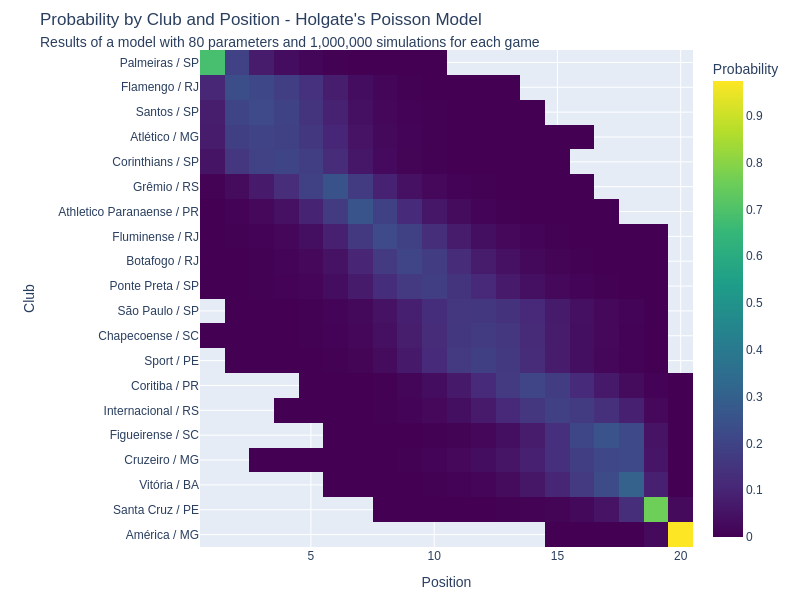 Probability by Club and Position - Holgate's Poisson Model
Results of a model with 80 parameters and 1,000,000 simulations for each game
Probability
Club
Palmeiras / SP
Flamengo / RJ
Santos / SP
Atlético / MG
Corinthians / SP
Grêmio / RS
Athletico Paranaense / PR
Fluminense / RJ
Botafogo / RJ
Ponte Preta / SP
São Paulo / SP
Chapecoense / SC
Sport / PE
Coritiba / PR
Internacional / RS
Figueirense / SC
Cruzeiro / MG
Vitória / BA
Santa Cruz / PE
América / MG
0.9
0.8
0.7
0.6
0.5
0.4
0.3
0.2
0.1
0
5
10
15
20
Position